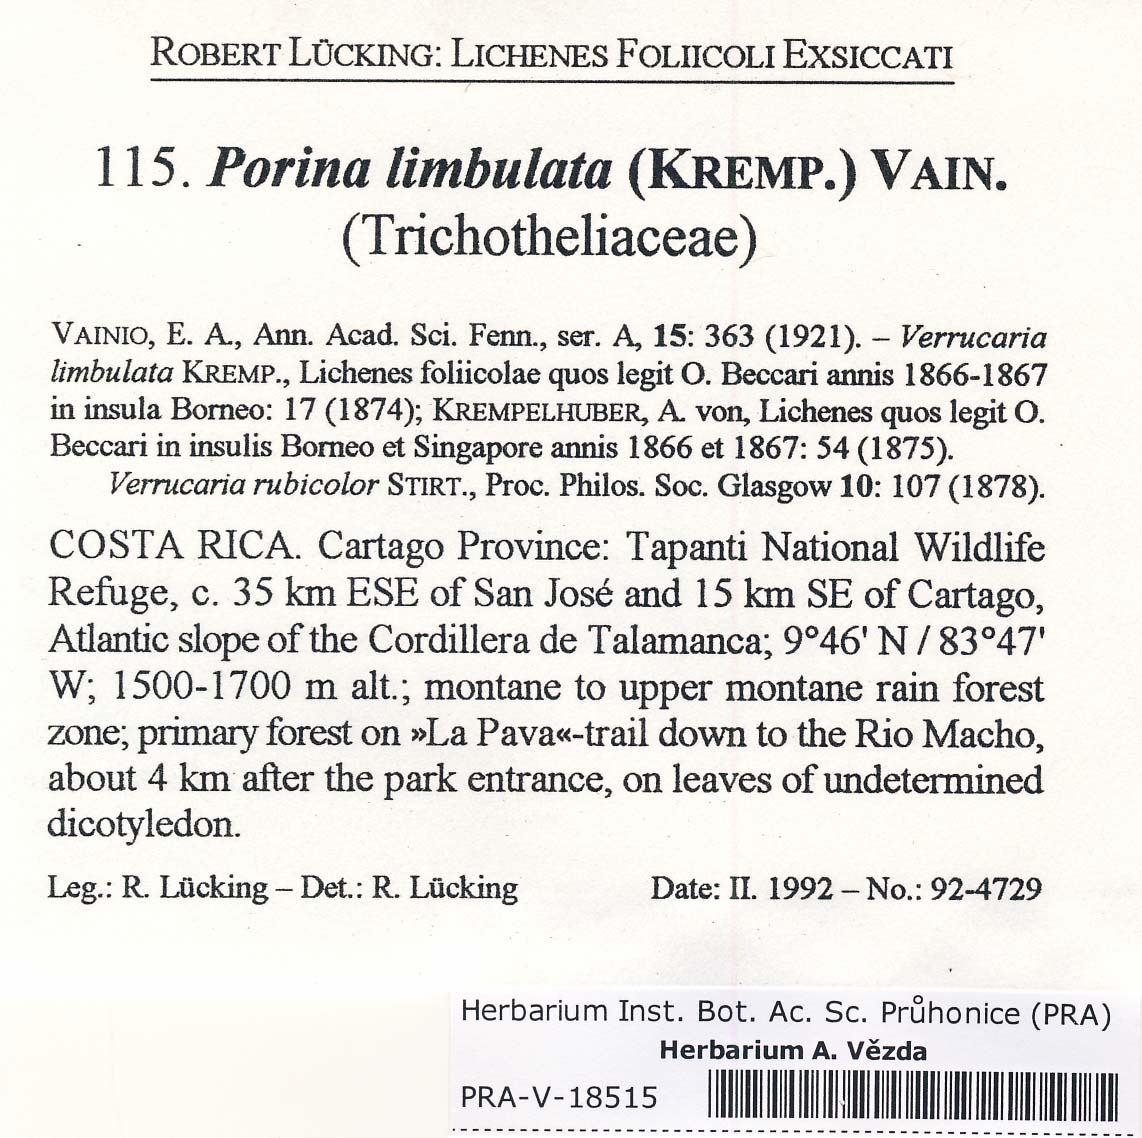 ROBERT LÜCKING: LICHENES FOLIICOLI EXSICCATI
115. Porina limbulata (KREMP.) VAIN.
(Trichotheliaceae)
VAINIO, E. A., Ann. Acad. Sci. Fenn., ser. A, 15: 363 (1921). – Verrucaria
limbulata KREMP., Lichenes foliicolae quos legit O. Beccari annis 1866-1867
in insula Borneo: 17 (1874); KREMPELHUBER, A. von, Lichenes quos legit O.
Beccari in insulis Borneo et Singapore annis 1866 et 1867: 54 (1875).
Verrucaria rubicolor STIRT., Proc. Philos. Soc. Glasgow 10: 107 (1878).
COSTA RICA. Cartago Province: Tapanti National Wildlife
Refuge, c. 35 km ESE of San José and 15 km SE of Cartago,
Atlantic slope of the Cordillera de Talamanca; 9°46' N / 83°47'
W; 1500-1700 m alt.; montane to upper montane rain forest
zone; primary forest on »La Pava«-trail down to the Rio Macho,
about 4 km after the park entrance, on leaves of undetermined
dicotyledon.
Leg.: R. Lücking – Det.: R. Lücking Date: II. 1992 – No.: 92-4729
Herbarium Inst. Bot. Ac. Sc. Průhonice (PRA)
Herbarium A. Vězda
PRA-V-18515